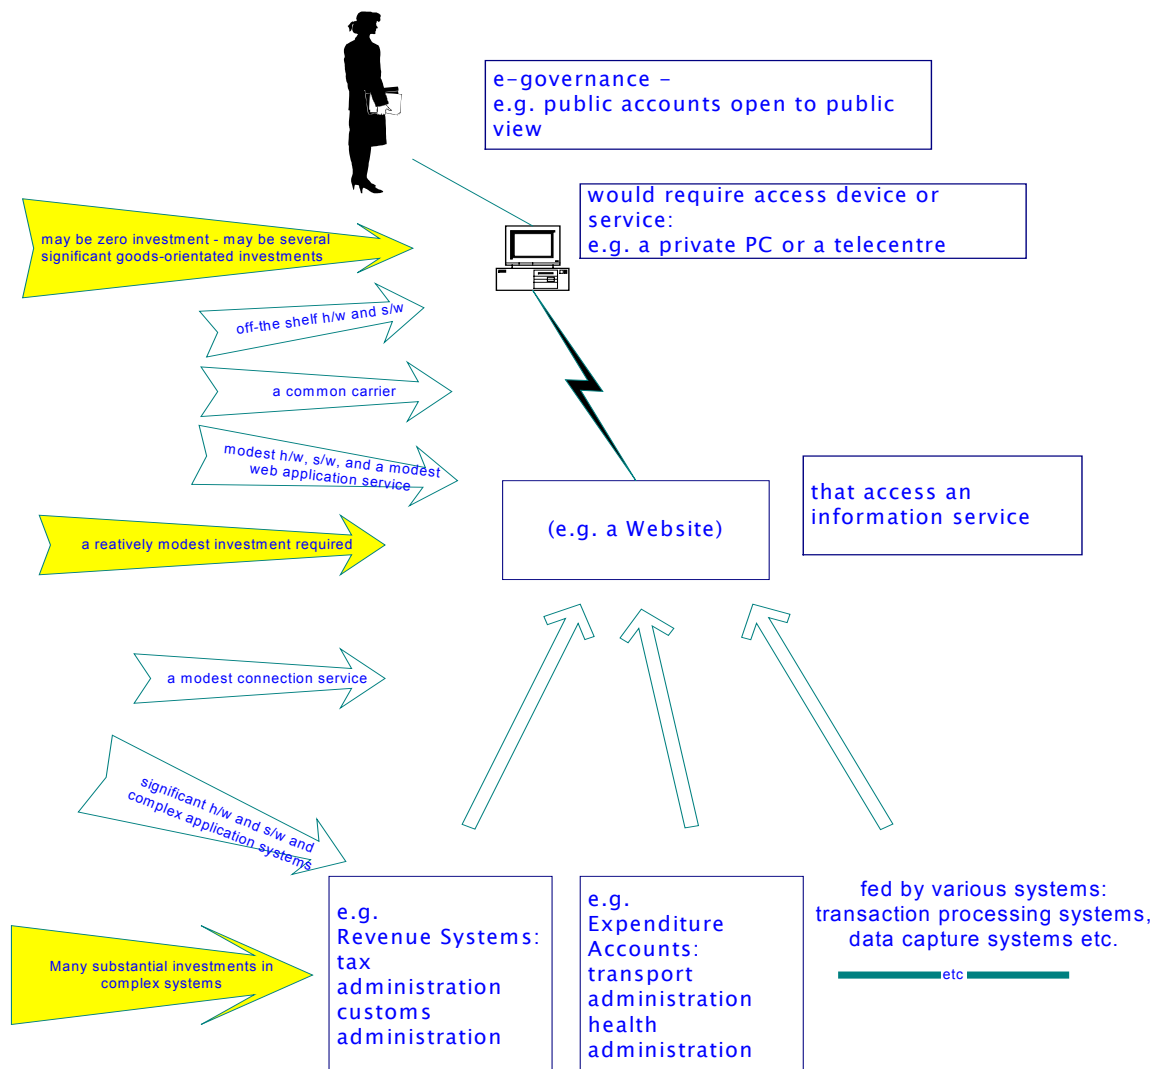 e-governance –
e.g. public accounts open to public
view
would require access device or
service:
e.g. a private PC or a telecentre
may be zero investment - may be several
significant goods-orientated investments
off-the shelf h/w and s/w
a common carrier
modest h/w, s/w, and a modest
web application service
(e.g. a Website)
that access an
information service
a reatively modest investment required
a modest connection service
significant h/w and s/w and
complex application systems
Many substantial investments in
complex systems
e.g.
Revenue Systems:
tax
administration
customs
administration
e.g.
Expenditure
Accounts:
transport
administration
health
administration
fed by various systems:
transaction processing systems,
data capture systems etc.
etc